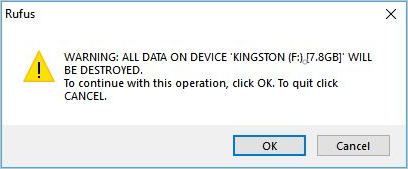 Rufus
WARNING: ALL DATA ON DEVICE 'KINGSTON (F:) [7.8GB]' WILL
BE DESTROYED.
To continue with this operation, click OK. To quit click
CANCEL.
OK
Cancel